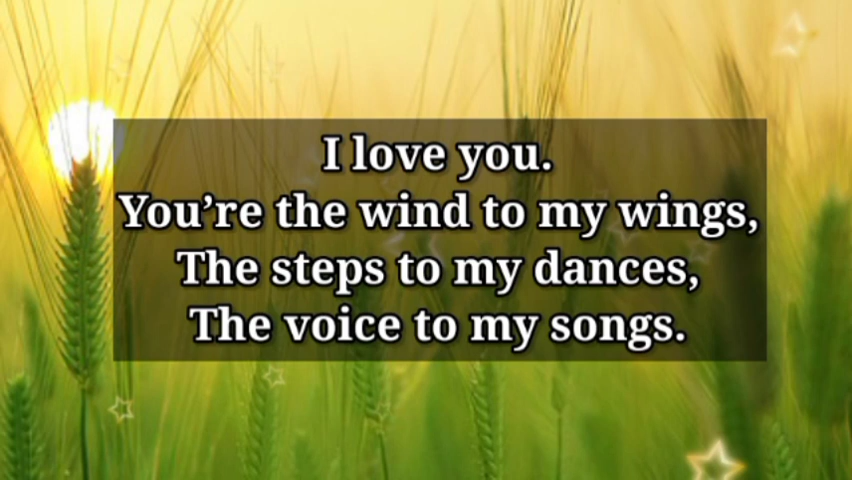 I love you.
You’re the wind to my wings,
The steps to my dances,
The voice to my songs.